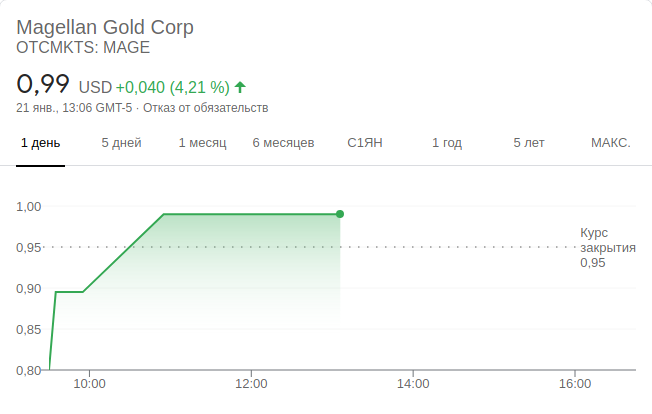 Magellan Gold Corp
OTCMKTS: MAGE
0,99 USD +0,040 (4,21 %) ↑
21 янв., 13:06 GMT-5 · Отказ от обязательств
1 день 5 дней 1 месяц 6 месяцев С1ЯН 1 год 5 лет МАКС.
1,00
0,95
0,90
0,85
0,80
Курс
закрытия
0,95
10:00 12:00 14:00 16:00